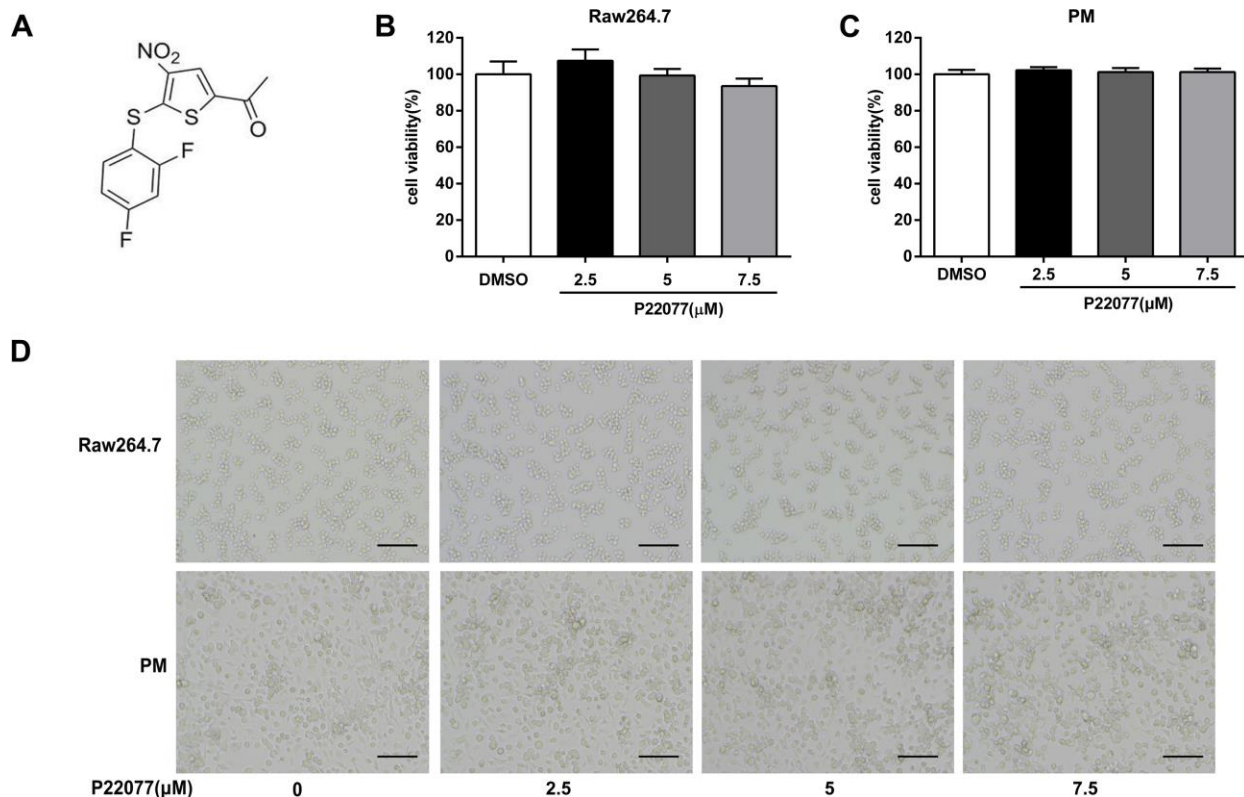 A
NO₂
S
S
O
F
F
B
Raw264.7
cell viability(%)
120
100
80
60
40
20
0
DMSO
2.5
5
7.5
P22077(μM)
C
PM
cell viability(%)
120
100
80
60
40
20
0
DMSO
2.5
5
7.5
P22077(μM)
D
Raw264.7
PM
P22077(μM)
0
2.5
5
7.5